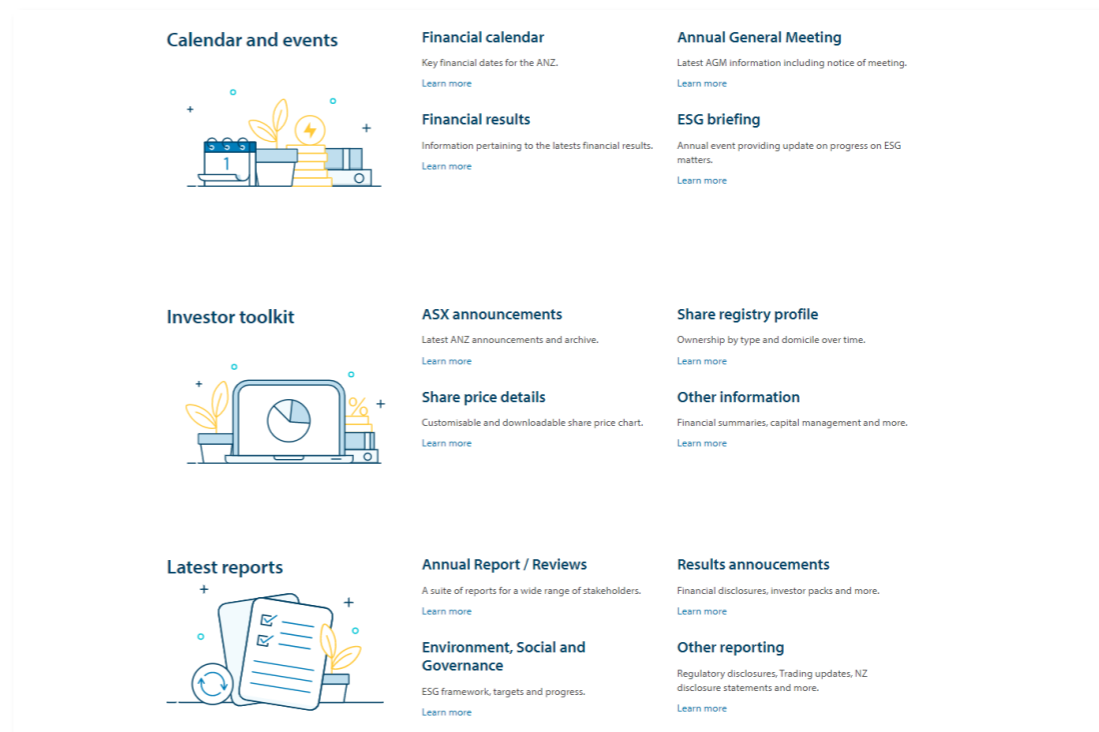 Calendar and events
Financial calendar
Key financial dates for the ANZ.
Learn more
Annual General Meeting
Latest AGM information including notice of meeting.
Learn more
Financial results
Information pertaining to the latests financial results.
Learn more
ESG briefing
Annual event providing update on progress on ESG
matters.
Learn more
S S S
1
Investor toolkit
ASX announcements
Latest ANZ announcements and archive.
Learn more
Share registry profile
Ownership by type and domicile over time.
Learn more
Share price details
Customisable and downloadable share price chart.
Learn more
Other information
Financial summaries, capital management and more.
Learn more
%
Latest reports
Annual Report / Reviews
A suite of reports for a wide range of stakeholders.
Learn more
Results annoucements
Financial disclosures, investor packs and more.
Learn more
Environment, Social and
Governance
ESG framework, targets and progress.
Learn more
Other reporting
Regulatory disclosures, Trading updates, NZ
disclosure statements and more.
Learn more